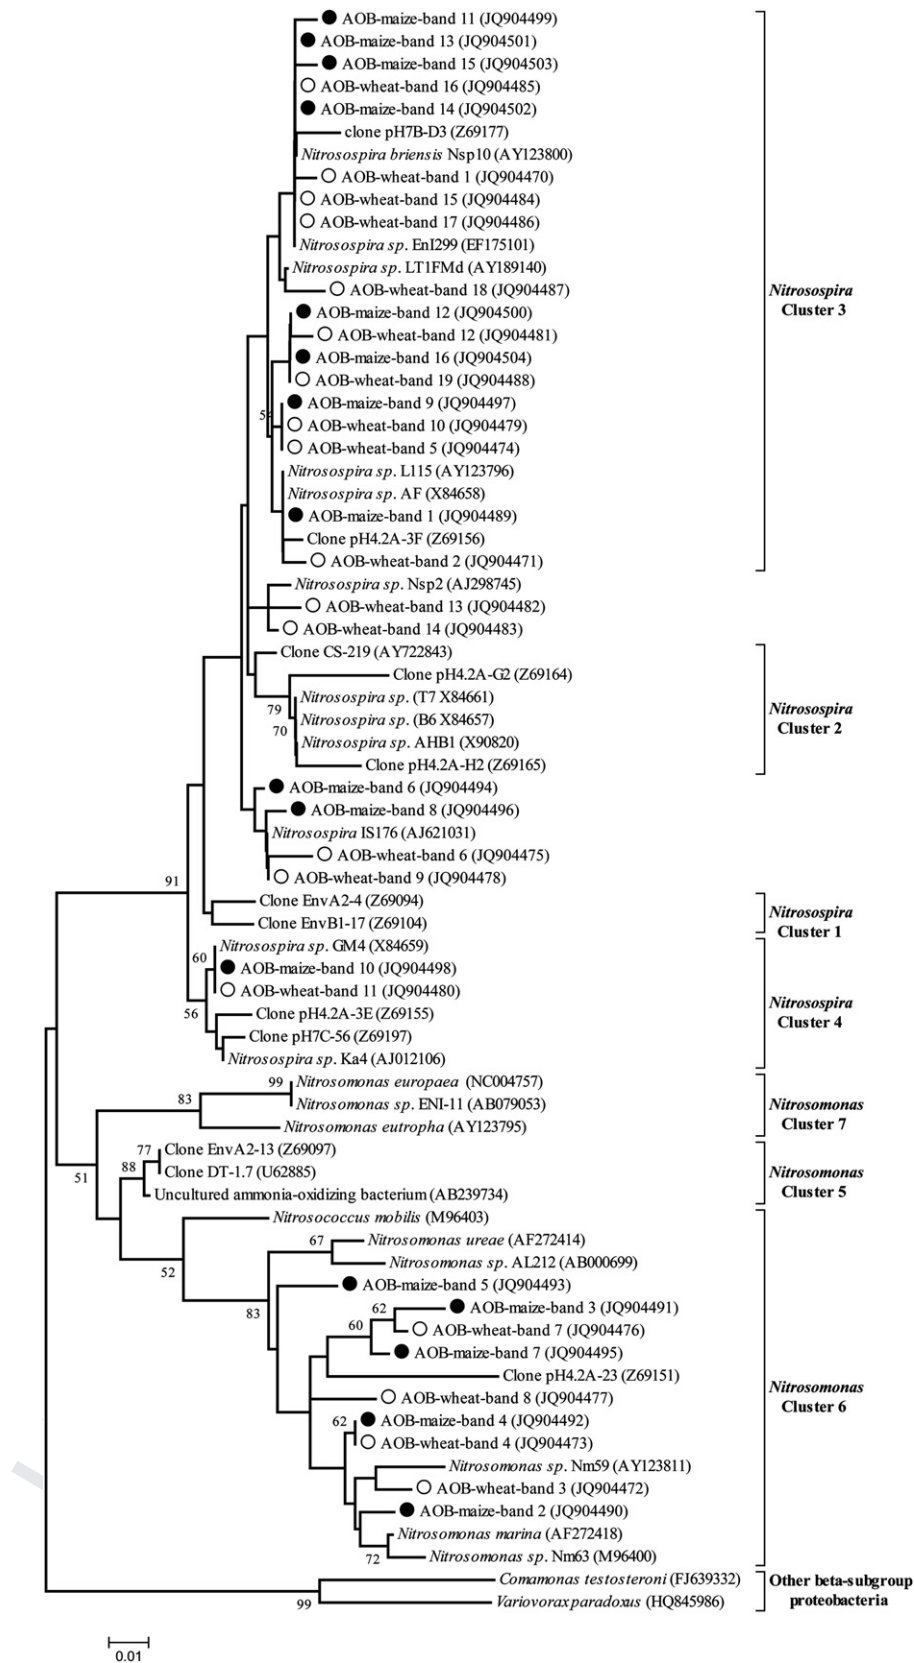 AOB-maize-band 11 (JQ904499)
AOB-maize-band 13 (JQ904501)
AOB-maize-band 15 (JQ904503)
AOB-wheat-band 16 (JQ904485)
AOB-maize-band 14 (JQ904502)
clone pH7B-D3 (Z69177)
Nitrosospira briensis Nsp10 (AY123800)
AOB-wheat-band 1 (JQ904470)
AOB-wheat-band 15 (JQ904484)
AOB-wheat-band 17 (JQ904486)
Nitrosospira sp. EnI299 (EF175101)
Nitrosospira sp. LT1FMd (AY189140)
AOB-wheat-band 18 (JQ904487)
Nitrosospira
Cluster 3
AOB-maize-band 12 (JQ904500)
AOB-wheat-band 12 (JQ904481)
AOB-maize-band 16 (JQ904504)
AOB-wheat-band 19 (JQ904488)
AOB-maize-band 9 (JQ904497)
AOB-wheat-band 10 (JQ904479)
AOB-wheat-band 5 (JQ904474)
Nitrosospira sp. L115 (AY123796)
Nitrosospira sp. AF (X84658)
AOB-maize-band 1 (JQ904489)
Clone pH4.2A-3F (Z69156)
AOB-wheat-band 2 (JQ904471)
Nitrosospira sp. Nsp2 (AJ298745)
AOB-wheat-band 13 (JQ904482)
AOB-wheat-band 14 (JQ904483)
Clone CS-219 (AY722843)
Clone pH4.2A-G2 (Z69164)
79
Nitrosospira sp. (T7 X84661)
Nitrosospira sp. (B6 X84657)
70
Nitrosospira sp. AHB1 (X90820)
Clone pH4.2A-H2 (Z69165)
Nitrosospira
Cluster 2
AOB-maize-band 6 (JQ904494)
AOB-maize-band 8 (JQ904496)
Nitrosospira IS176 (AJ621031)
AOB-wheat-band 6 (JQ904475)
AOB-wheat-band 9 (JQ904478)
91
Clone EnvA2-4 (Z69094)
Clone EnvB1-17 (Z69104)
Nitrosospira
Cluster 1
Nitrosospira sp. GM4 (X84659)
60
AOB-maize-band 10 (JQ904498)
AOB-wheat-band 11 (JQ904480)
56
Clone pH4.2A-3E (Z69155)
Clone pH7C-56 (Z69197)
Nitrosospira sp. Ka4 (AJ012106)
Nitrosospira
Cluster 4
99
Nitrosomonas europaea (NC004757)
83
Nitrosomonas sp. ENI-11 (AB079053)
Nitrosomonas eutropha (AY123795)
Nitrosomonas
Cluster 7
77
Clone EnvA2-13 (Z69097)
88
Clone DT-1.7 (U62885)
51
Uncultured ammonia-oxidizing bacterium (AB239734)
Nitrosomonas
Cluster 5
Nitrosococcus mobilis (M96403)
67
Nitrosomonas ureae (AF272414)
52
Nitrosomonas sp. AL212 (AB000699)
AOB-maize-band 5 (JQ904493)
83
62
AOB-maize-band 3 (JQ904491)
60
AOB-wheat-band 7 (JQ904476)
AOB-maize-band 7 (JQ904495)
Clone pH4.2A-23 (Z69151)
AOB-wheat-band 8 (JQ904477)
Nitrosomonas
Cluster 6
62
AOB-maize-band 4 (JQ904492)
AOB-wheat-band 4 (JQ904473)
Nitrosomonas sp. Nm59 (AY123811)
AOB-wheat-band 3 (JQ904472)
AOB-maize-band 2 (JQ904490)
Nitrosomonas marina (AF272418)
72
Nitrosomonas sp. Nm63 (M96400)
Comamonas testosteroni (FJ639332)
99
Variovorax paradoxus (HQ845986)
Other beta-subgroup
proteobacteria
0.01